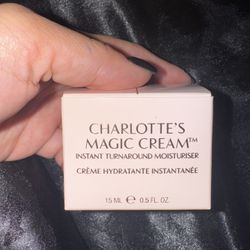 CHARLOTTE'S
MAGIC CREAM™
INSTANT TURNAROUND MOISTURISER
CRÈME HYDRATANTE INSTANTANÉE
15 ML ℮ 0.5 FL. OZ.